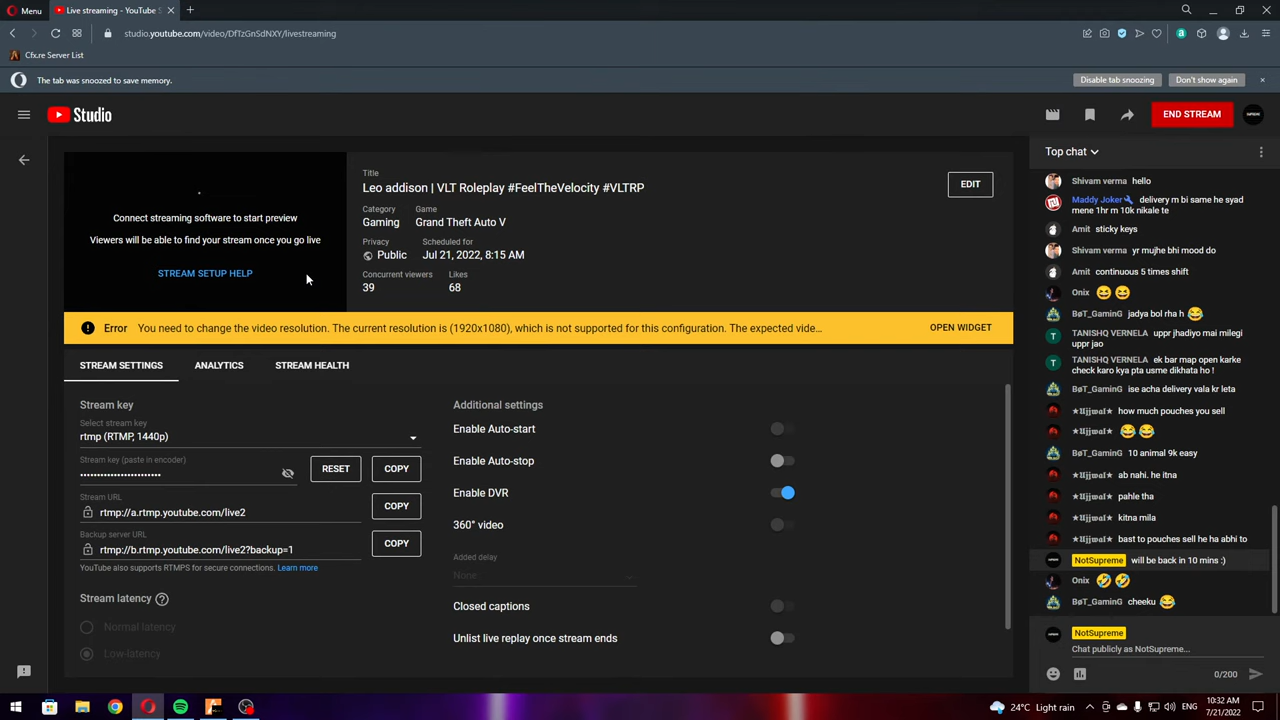 Menu
Live streaming - YouTube S
studio.youtube.com/video/DfTzGnSdNXY/livestreaming
Cfx.re Server List
The tab was snoozed to save memory.
Disable tab snoozing
Don't show again
Studio
END STREAM
Connect streaming software to start preview
Viewers will be able to find your stream once you go live
STREAM SETUP HELP
Title
Leo addison | VLT Roleplay #FeelTheVelocity #VLTRP
EDIT
Category
Game
Gaming
Grand Theft Auto V
Privacy
Scheduled for
Public
Jul 21, 2022, 8:15 AM
Concurrent viewers
Likes
39
68
Error
You need to change the video resolution. The current resolution is (1920x1080), which is not supported for this configuration. The expected vide...
OPEN WIDGET
STREAM SETTINGS
ANALYTICS
STREAM HEALTH
Stream key
Select stream key
rtmp (RTMP, 1440p)
Stream key (paste in encoder)
RESET
COPY
Stream URL
rtmp://a.rtmp.youtube.com/live2
COPY
Backup server URL
rtmp://b.rtmp.youtube.com/live2?backup=1
COPY
YouTube also supports RTMPS for secure connections. Learn more
Stream latency
Normal latency
Low-latency
Additional settings
Enable Auto-start
Enable Auto-stop
Enable DVR
360° video
Added delay
None
Closed captions
Unlist live replay once stream ends
Top chat
Shivam verma hello
Maddy Joker delivery m bi same he syad
mene 1hr m 10k nikale te
Amit sticky keys
Shivam verma yr mujhe bhi mood do
Amit continuous 5 times shift
Onix 😆 😆
BøT_GaminG jadya bol rha h 😂
TANISHQ VERNELA uppr jhadiyo mai milegi
uppr jao
TANISHQ VERNELA ek bar map open karke
check karo kya pta usme dikhata ho !
BøT_GaminG ise acha delivery vala kr leta
★Ujjwal★ how much pouches you sell
★Ujjwal★ 😂 😂
BøT_GaminG 10 animal 9k easy
★Ujjwal★ ab nahi. he itna
★Ujjwal★ pahle tha
★Ujjwal★ kitna mila
★Ujjwal★ bast to pouches sell he ha abhi to
NotSupreme will be back in 10 mins :)
Onix 🤣 🤣
BøT_GaminG cheeku 😂
NotSupreme
Chat publicly as NotSupreme...
0/200
24°C Light rain
ENG
10:32 AM
7/21/2022